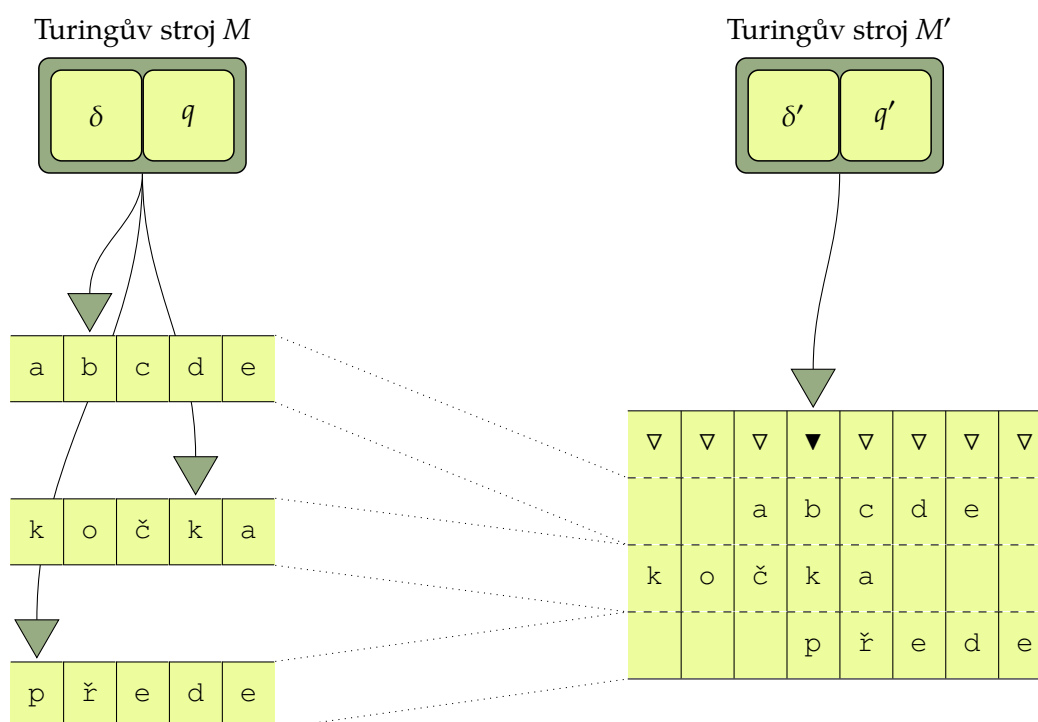 Turingův stroj M
Turingův stroj M′
δ q
δ′ q′
a b c d e
▽ ▽ ▽ ▼ ▽ ▽ ▽ ▽
a b c d e
k o č k a
k o č k a
p ř e d e
p ř e d e